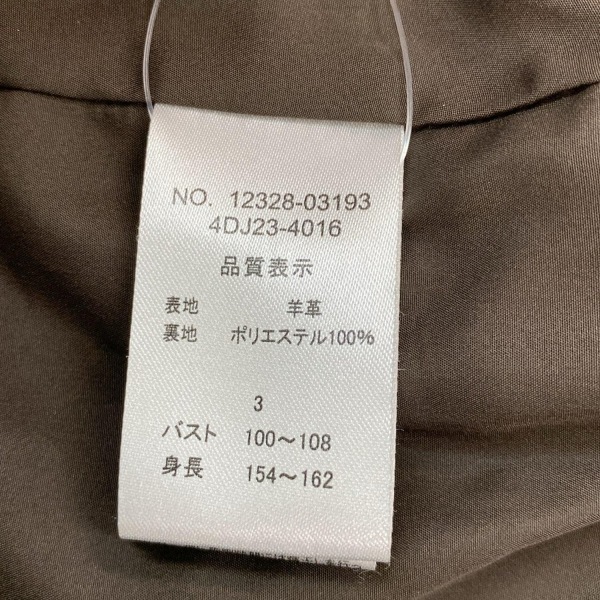 NO. 12328-03193
4DJ23-4016
品質表示
表地 羊革
裏地 ポリエステル100%
3
バスト 100～108
身長 154～162